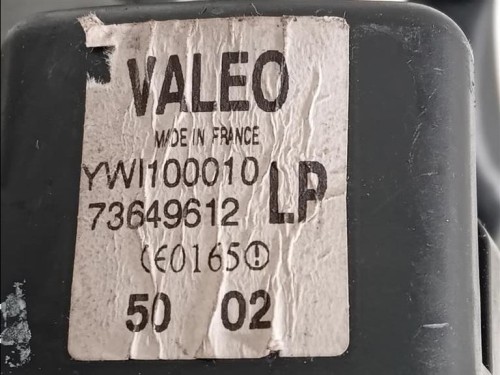 VALEO
MADE IN FRANCE
YWI100010
73649612 LP
CE0165!
50 02